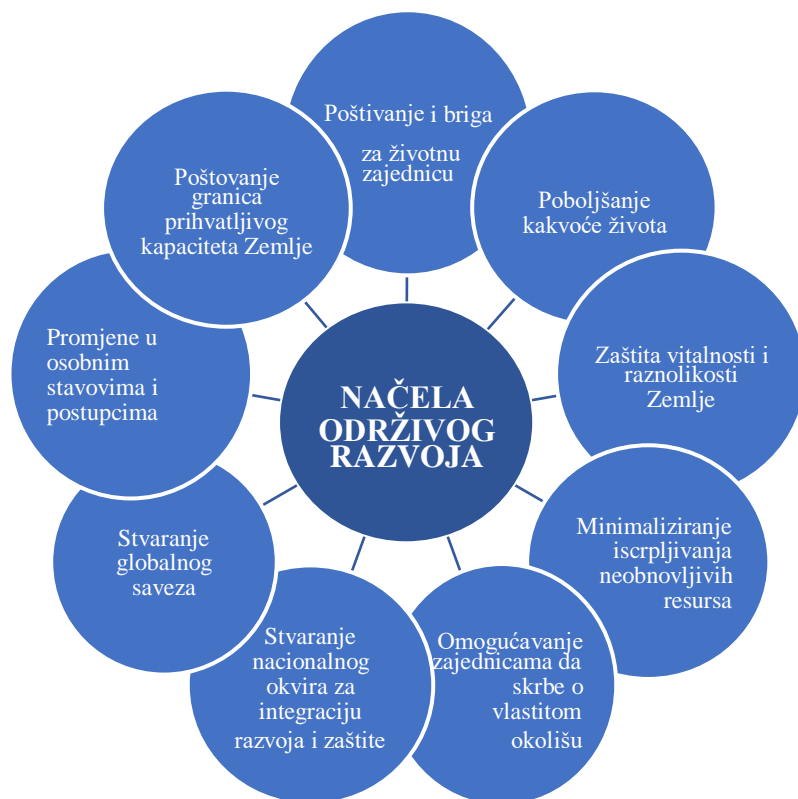 Poštivanje i briga
za životnu
zajednicu
Poboljšanje
kakvoće života
Zaštita vitalnosti i
raznolikosti
Zemlje
Minimaliziranje
iscrpljivanja
neobnovljivih
resursa
Omogućavanje
zajednicama da
skrbe o
vlastitom
okolišu
Stvaranje
nacionalnog
okvira za
integraciju
razvoja i zaštite
Stvaranje
globalnog
saveza
Promjene u
osobnim
stavovima i
postupcima
Poštovanje
granica
prihvatljivog
kapaciteta Zemlje
NAČELA
ODRŽIVOG
RAZVOJA